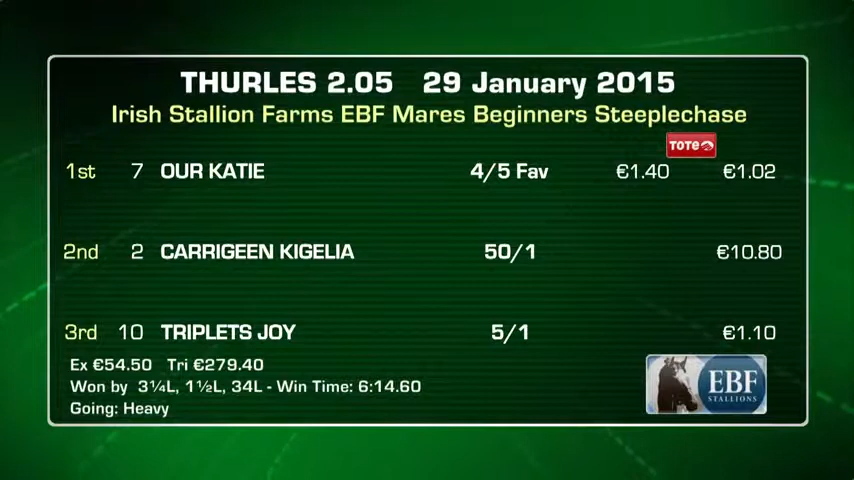 THURLES 2.05 29 January 2015
Irish Stallion Farms EBF Mares Beginners Steeplechase
TOTE
1st 7 OUR KATIE 4/5 Fav €1.40 €1.02
2nd 2 CARRIGEEN KIGELIA 50/1 €10.80
3rd 10 TRIPLETS JOY 5/1 €1.10
Ex €54.50 Tri €279.40
Won by 3¼L, 1½L, 34L - Win Time: 6:14.60
Going: Heavy
EBF
STALLIONS